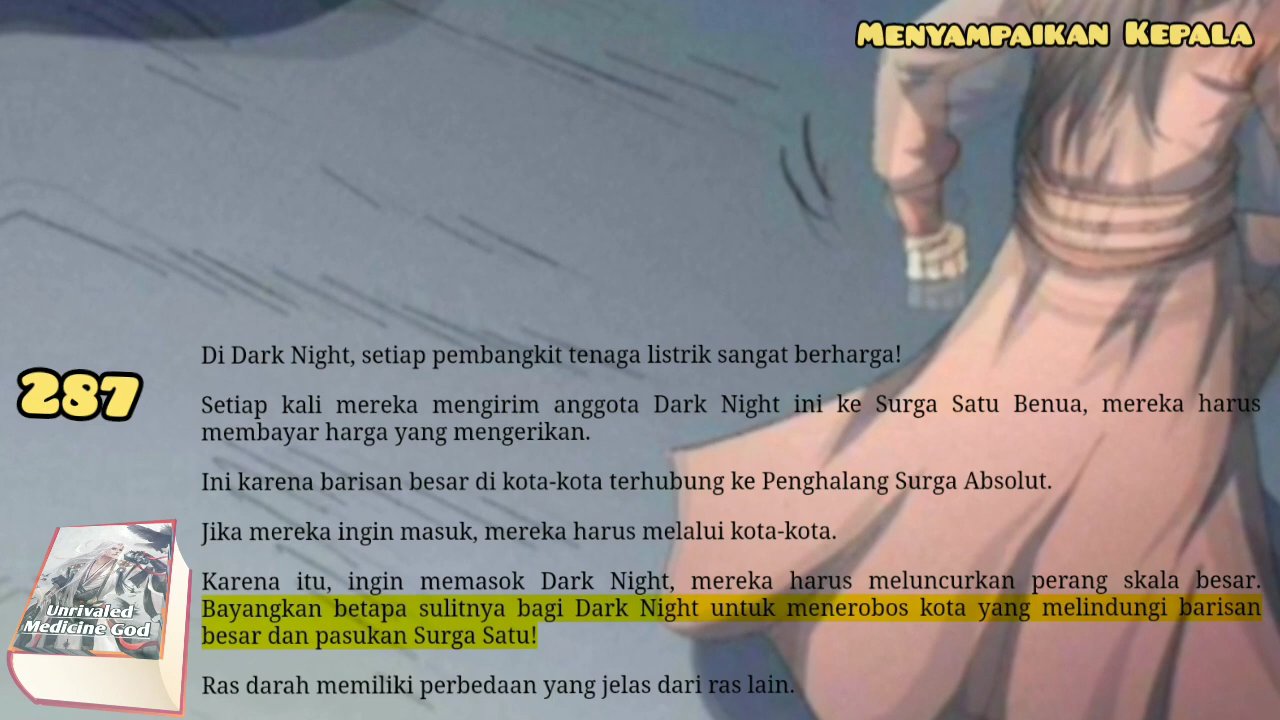 Menyampaikan Kepala
Di Dark Night, setiap pembangkit tenaga listrik sangat berharga!
Setiap kali mereka mengirim anggota Dark Night ini ke Surga Satu Benua, mereka harus
membayar harga yang mengerikan.
287
Ini karena barisan besar di kota-kota terhubung ke Penghalang Surga Absolut.
Jika mereka ingin masuk, mereka harus melalui kota-kota.
Karena itu, ingin memasok Dark Night, mereka harus meluncurkan perang skala besar.
Bayangkan betapa sulitnya bagi Dark Night untuk menerobos kota yang melindungi barisan
besar dan pasukan Surga Satu!
Ras darah memiliki perbedaan yang jelas dari ras lain.
Unrivaled
Medicine God